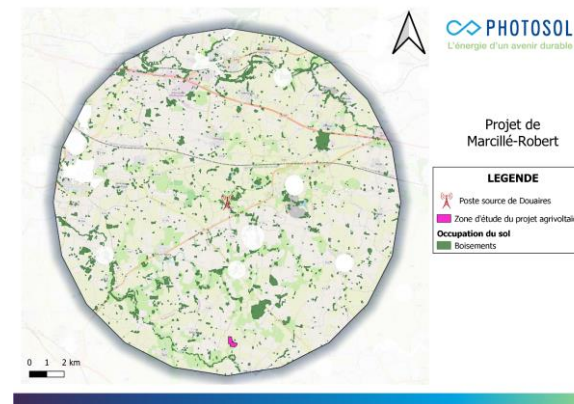 PHOTOSOL
L'énergie d'un avenir durable
Projet de
Marcillé-Robert
LEGENDE
Poste source de Douaires
Zone d'étude du projet agrivoltaïc
Occupation du sol
Boisements
0 1 2 km